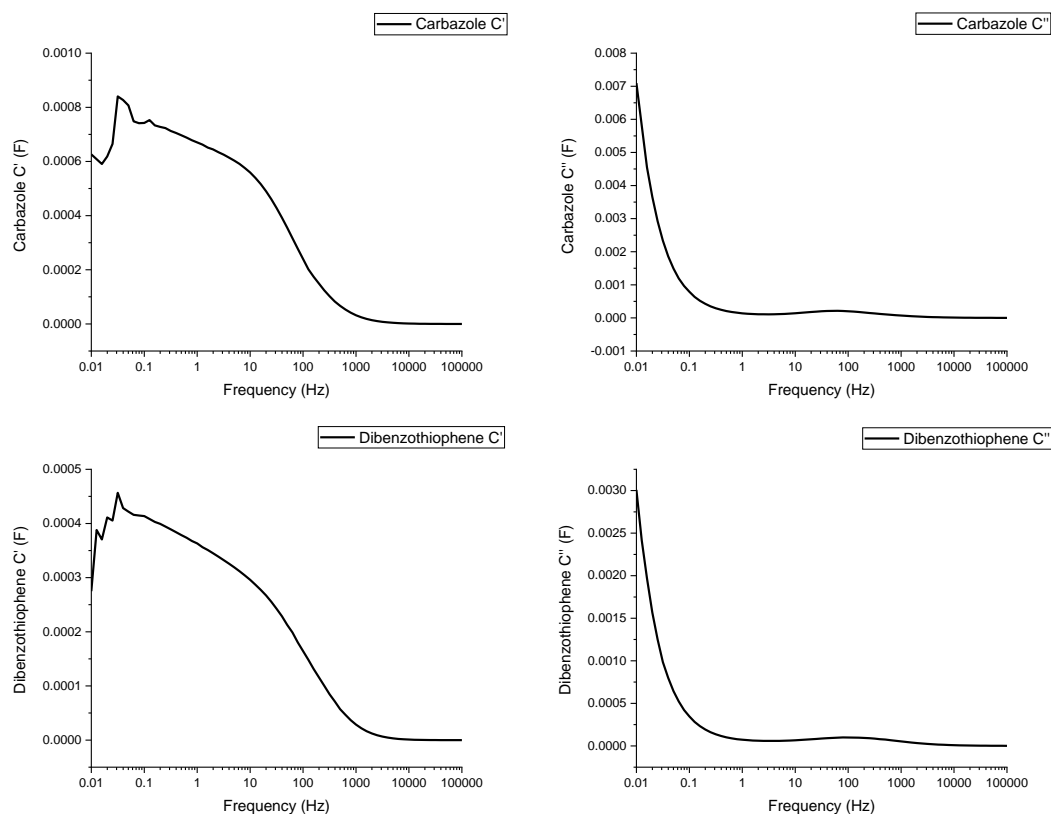 Carbazole C'
0.0010
0.0008
0.0006
0.0004
0.0002
0.0000
Carbazole C' (F)
0.01 0.1 1 10 100 1000 10000 100000
Frequency (Hz)
Carbazole C"
0.008
0.007
0.006
0.005
0.004
0.003
0.002
0.001
0.000
-0.001
Carbazole C" (F)
0.01 0.1 1 10 100 1000 10000 100000
Frequency (Hz)
Dibenzothiophene C'
0.0005
0.0004
0.0003
0.0002
0.0001
0.0000
Dibenzothiophene C' (F)
0.01 0.1 1 10 100 1000 10000 100000
Frequency (Hz)
Dibenzothiophene C"
0.0030
0.0025
0.0020
0.0015
0.0010
0.0005
0.0000
Dibenzothiophene C" (F)
0.01 0.1 1 10 100 1000 10000 100000
Frequency (Hz)